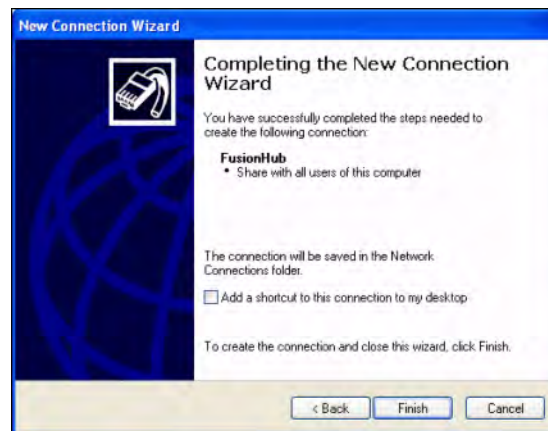 New Connection Wizard
Completing the New Connection
Wizard
You have successfully completed the steps needed to
create the following connection:
FusionHub
• Share with all users of this computer
The connection will be saved in the Network
Connections folder.
Add a shortcut to this connection to my desktop
To create the connection and close this wizard, click Finish.
< Back Finish Cancel